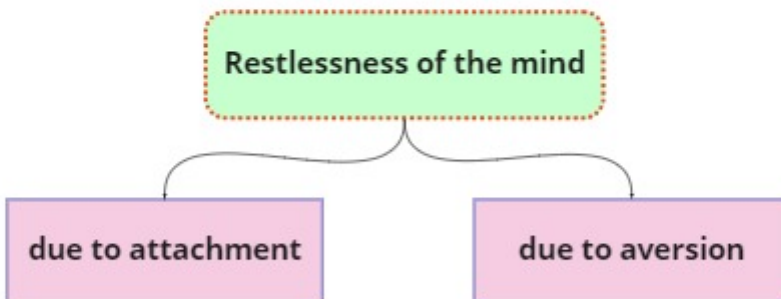 Restlessness of the mind
due to attachment
due to aversion